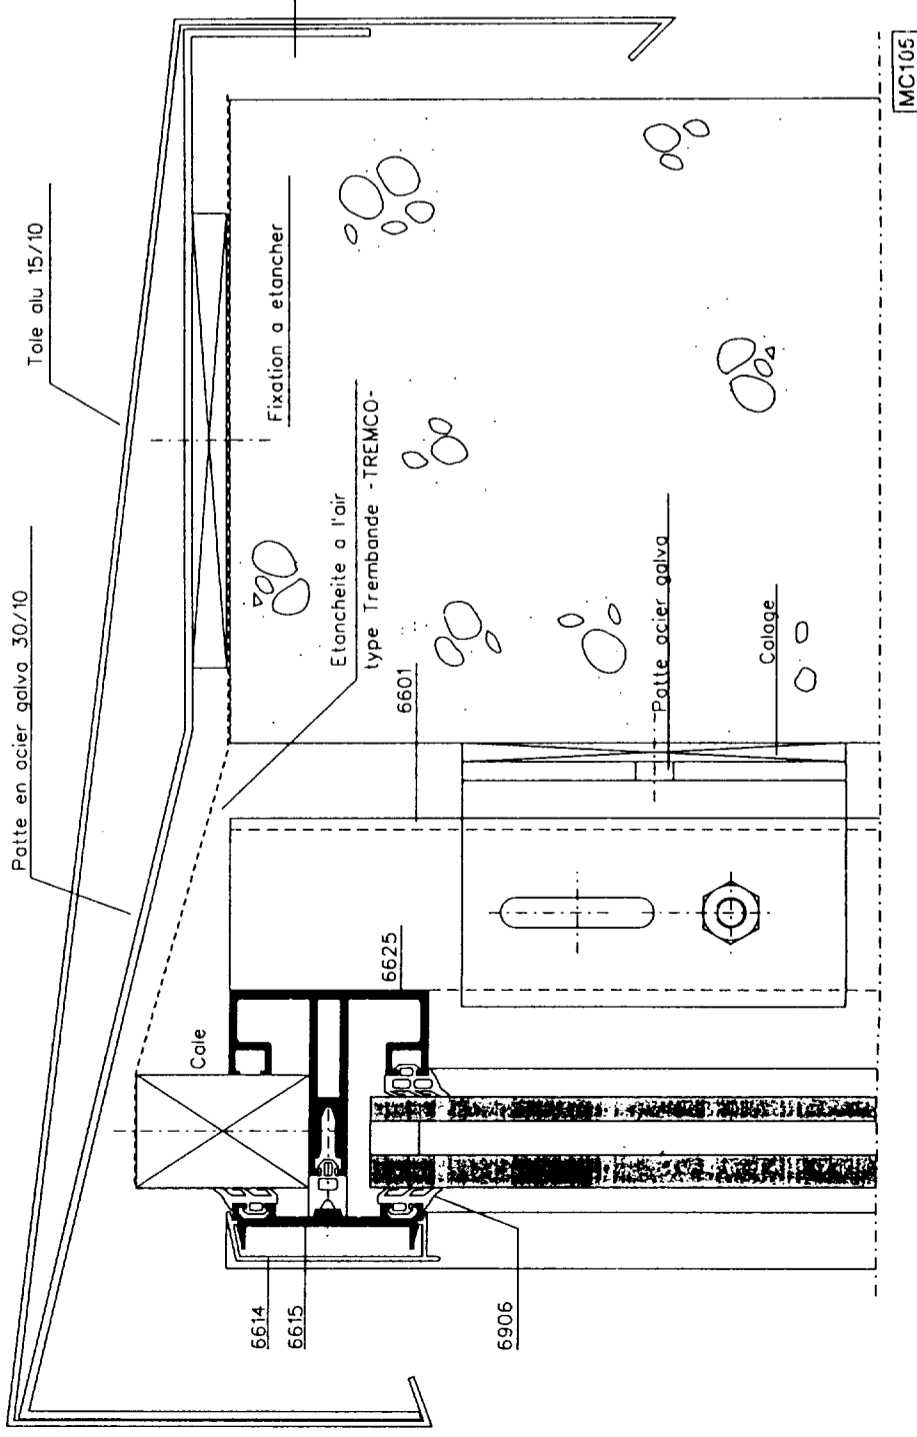 Patte en acier galva 30/10
Tole alu 15/10
Fixation a etancher
Etancheite a l'air
type Trembande -TREMCO-
Cale
6625
6601
Patte acier galva
Calage
6614
6615
6906
MC105